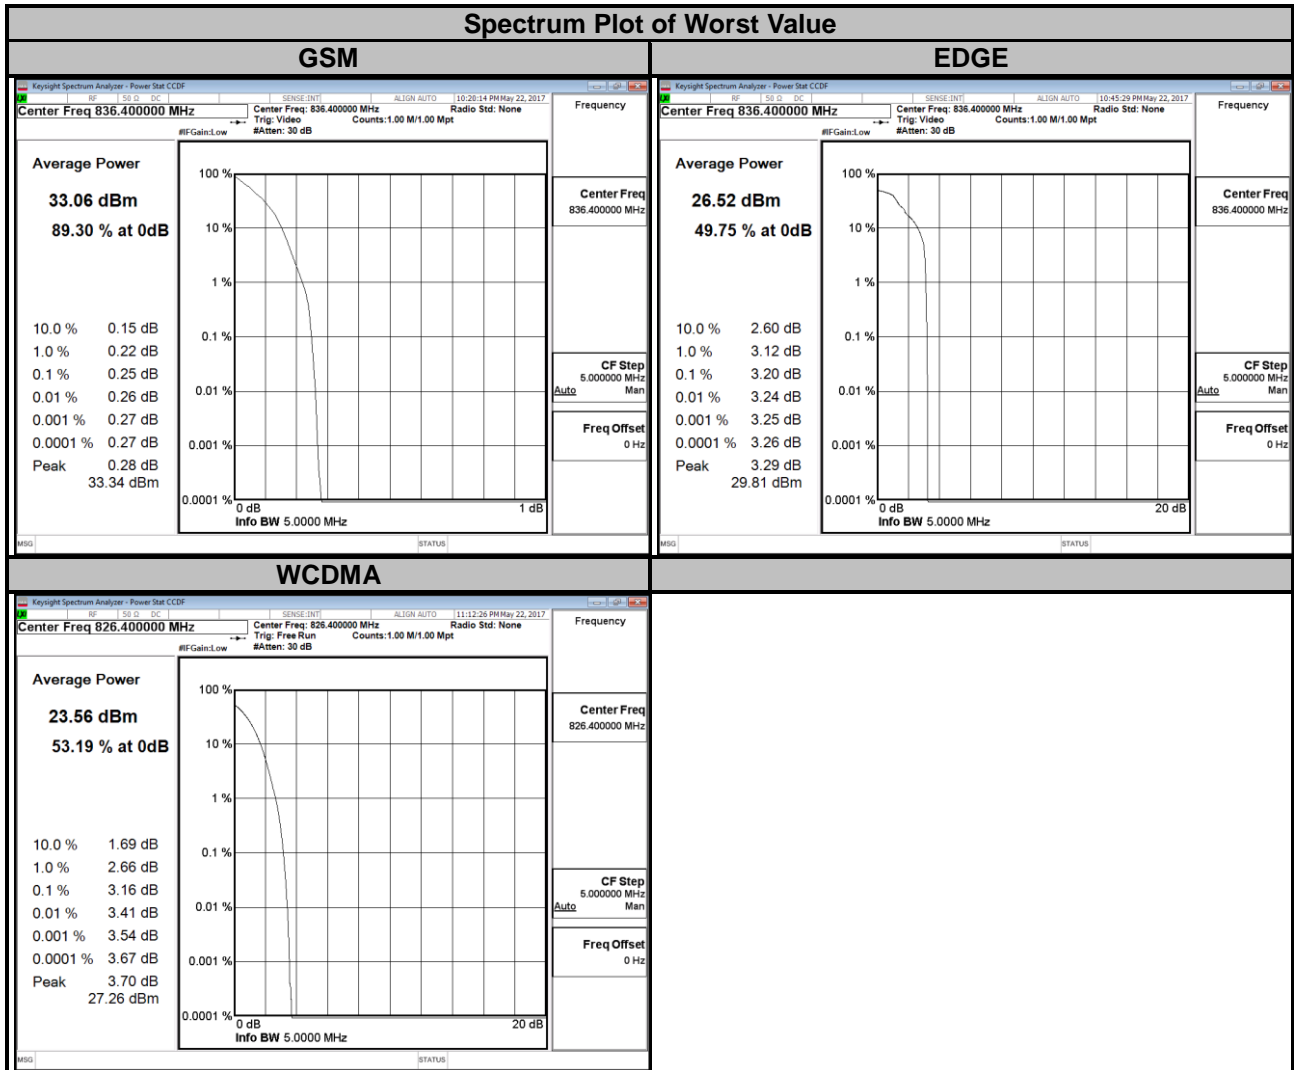 Spectrum Plot of Worst Value
GSM
EDGE
Keysight Spectrum Analyzer - Power Stat CCDF
RF 50 Ω DC SENSE:INT ALIGN AUTO 10:20:14 PM May 22, 2017
Center Freq 836.400000 MHz
Center Freq: 836.400000 MHz Radio Std: None
Trig: Video Counts:1.00 M/1.00 Mpt
#IFGain:Low #Atten: 30 dB
Frequency
Average Power
33.06 dBm
89.30 % at 0dB
10.0 % 0.15 dB
1.0 % 0.22 dB
0.1 % 0.25 dB
0.01 % 0.26 dB
0.001 % 0.27 dB
0.0001 % 0.27 dB
Peak 0.28 dB
33.34 dBm
100 %
10 %
1 %
0.1 %
0.01 %
0.001 %
0.0001 %
0 dB 1 dB
Info BW 5.0000 MHz
Center Freq
836.400000 MHz
CF Step
5.000000 MHz
Auto Man
Freq Offset
0 Hz
MSG STATUS
Keysight Spectrum Analyzer - Power Stat CCDF
RF 50 Ω DC SENSE:INT ALIGN AUTO 10:45:29 PM May 22, 2017
Center Freq 836.400000 MHz
Center Freq: 836.400000 MHz Radio Std: None
Trig: Video Counts:1.00 M/1.00 Mpt
#IFGain:Low #Atten: 30 dB
Frequency
Average Power
26.52 dBm
49.75 % at 0dB
10.0 % 2.60 dB
1.0 % 3.12 dB
0.1 % 3.20 dB
0.01 % 3.24 dB
0.001 % 3.25 dB
0.0001 % 3.26 dB
Peak 3.29 dB
29.81 dBm
100 %
10 %
1 %
0.1 %
0.01 %
0.001 %
0.0001 %
0 dB 20 dB
Info BW 5.0000 MHz
Center Freq
836.400000 MHz
CF Step
5.000000 MHz
Auto Man
Freq Offset
0 Hz
MSG STATUS
WCDMA
Keysight Spectrum Analyzer - Power Stat CCDF
RF 50 Ω DC SENSE:INT ALIGN AUTO 11:12:26 PM May 22, 2017
Center Freq 826.400000 MHz
Center Freq: 826.400000 MHz Radio Std: None
Trig: Free Run Counts:1.00 M/1.00 Mpt
#IFGain:Low #Atten: 30 dB
Frequency
Average Power
23.56 dBm
53.19 % at 0dB
10.0 % 1.69 dB
1.0 % 2.66 dB
0.1 % 3.16 dB
0.01 % 3.41 dB
0.001 % 3.54 dB
0.0001 % 3.67 dB
Peak 3.70 dB
27.26 dBm
100 %
10 %
1 %
0.1 %
0.01 %
0.001 %
0.0001 %
0 dB 20 dB
Info BW 5.0000 MHz
Center Freq
826.400000 MHz
CF Step
5.000000 MHz
Auto Man
Freq Offset
0 Hz
MSG STATUS